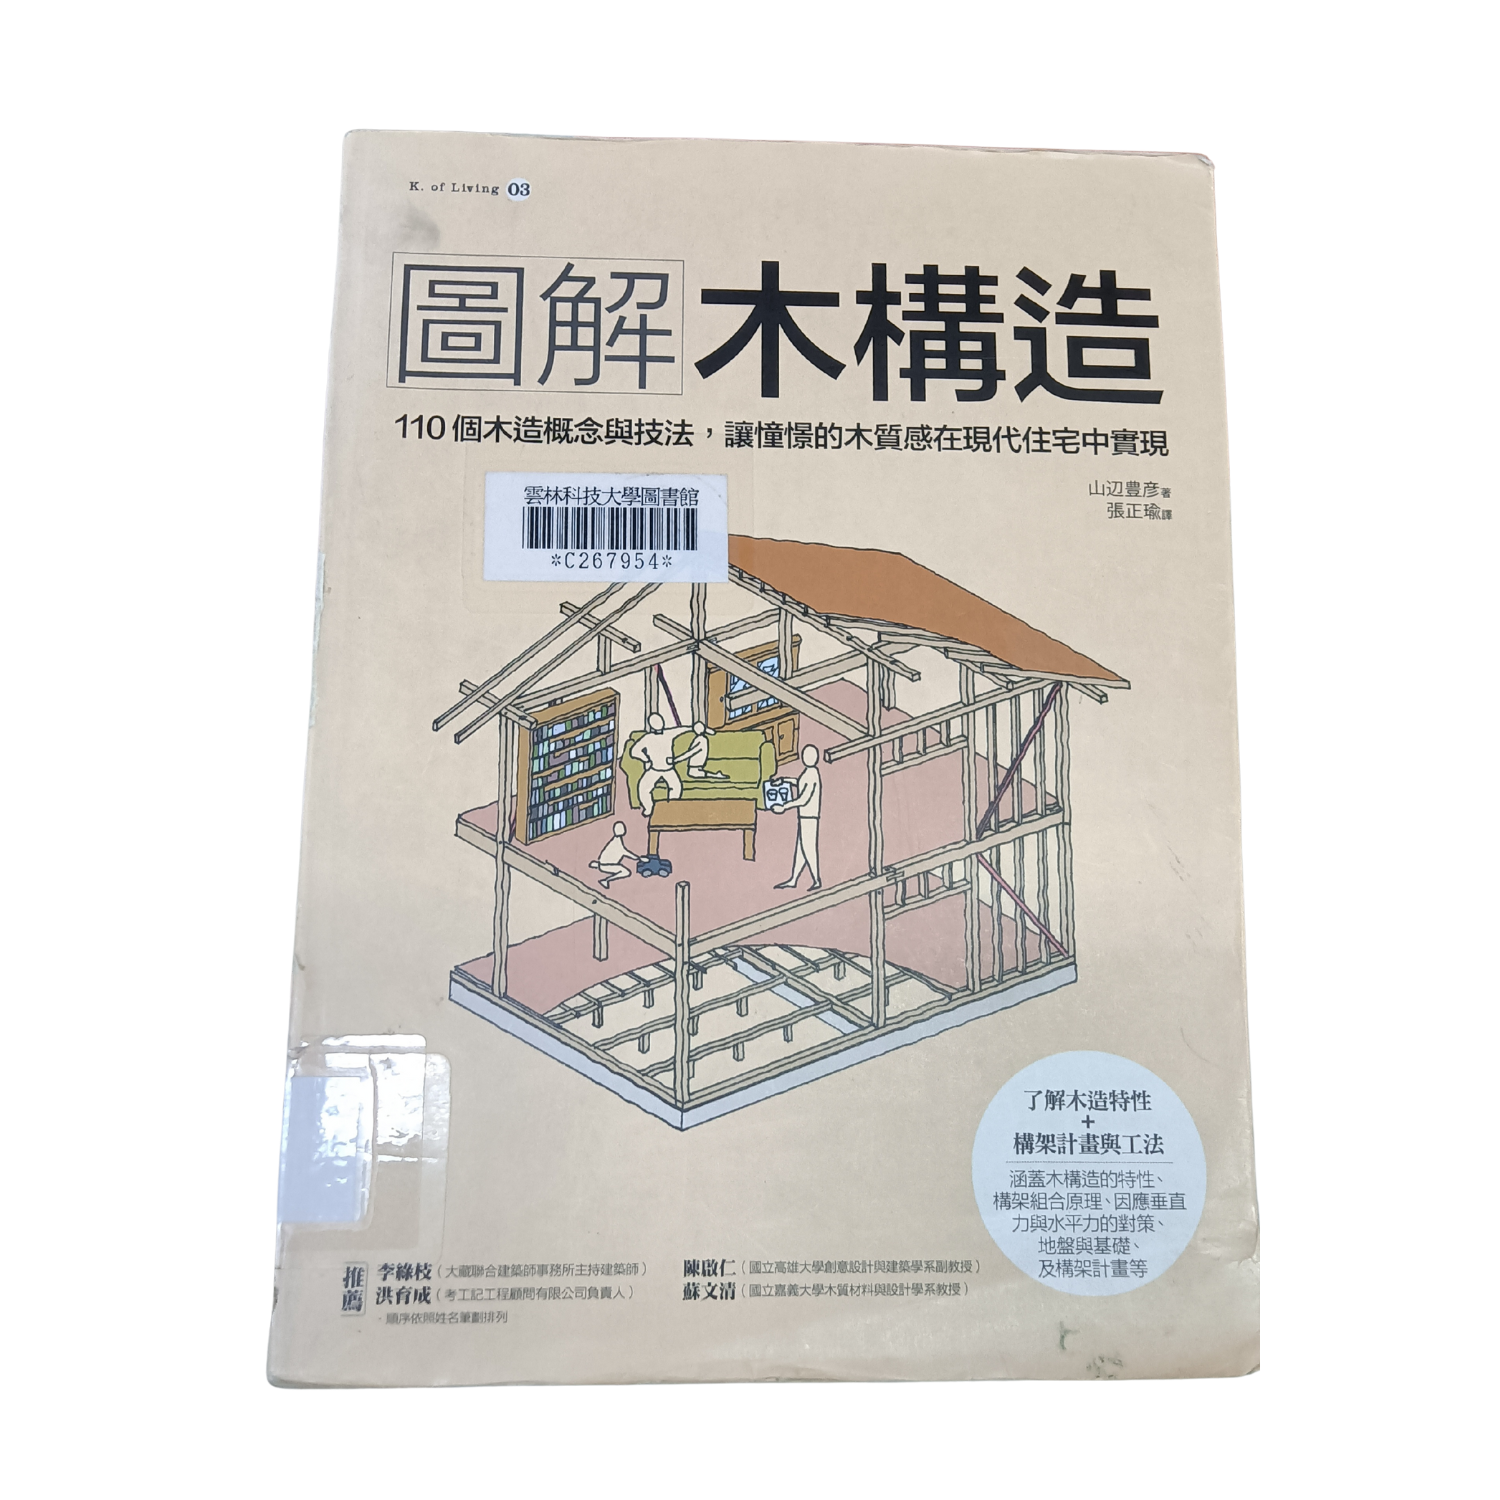 K. of Living 03
圖解 木構造
110個木造概念與技法，讓憧憬的木質感在現代住宅中實現
山辺豊彦著
張正瑜譯
雲林科技大學圖書館
*C267954*
了解木造特性
+
構架計畫與工法
涵蓋木構造的特性、
構架組合原理、因應垂直
力與水平力的對策、
地盤與基礎、
及構架計畫等
推薦
李綠枝（大藏聯合建築師事務所主持建築師）
洪育成（考工記工程顧問有限公司負責人）
陳啟仁（國立高雄大學創意設計與建築學系副教授）
蘇文清（國立嘉義大學木質材料與設計學系教授）
．順序依照姓名筆劃排列